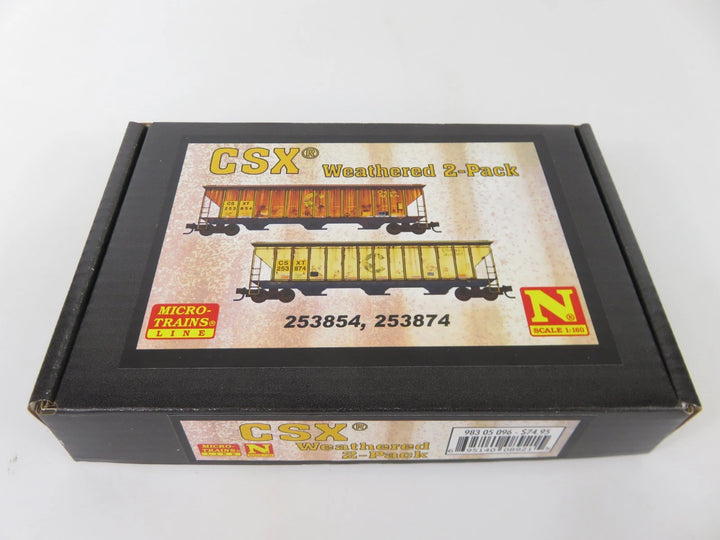 CSX®
Weathered 2-Pack
CSXT
253854
CSXT
253874
253854, 253874
MICRO-
TRAINS®
LINE
N®
SCALE 1:160
CSX®
Weathered
2-Pack
MICRO-
TRAINS
LINE
N
983 05 096 - $74.95